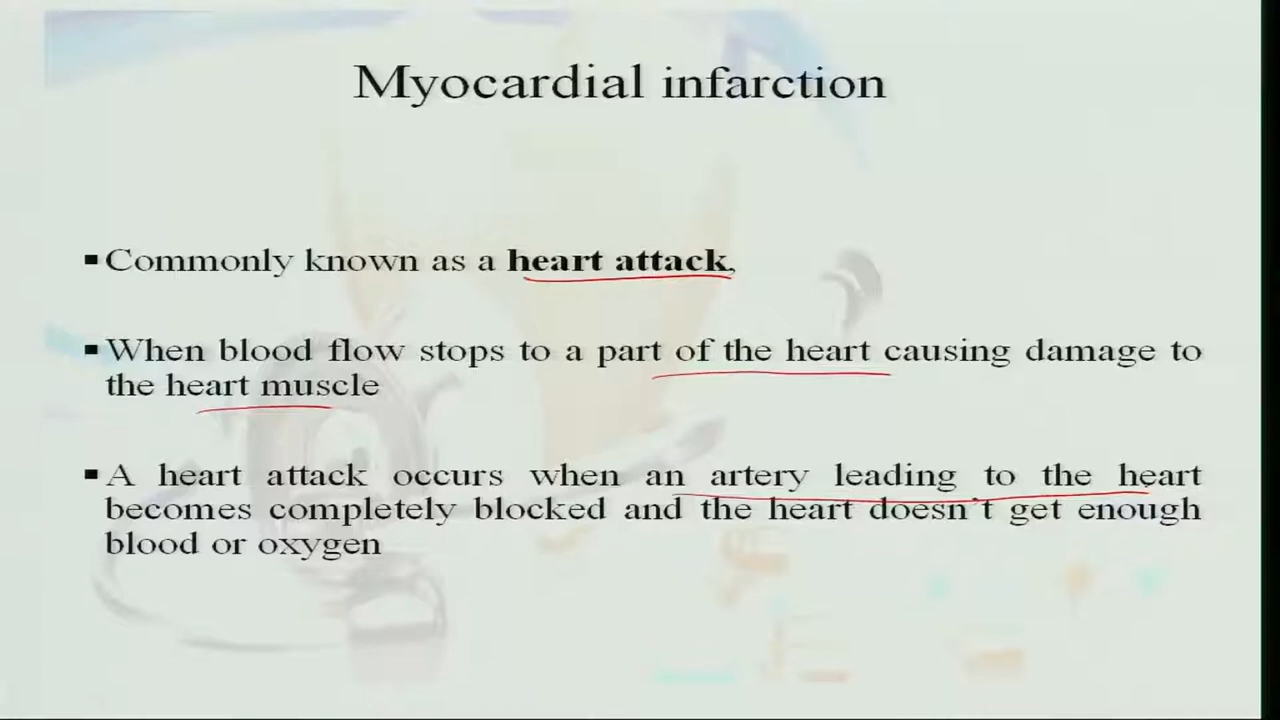 Myocardial infarction
▪Commonly known as a heart attack,
▪When blood flow stops to a part of the heart causing damage to
the heart muscle
▪A heart attack occurs when an artery leading to the heart
becomes completely blocked and the heart doesn't get enough
blood or oxygen